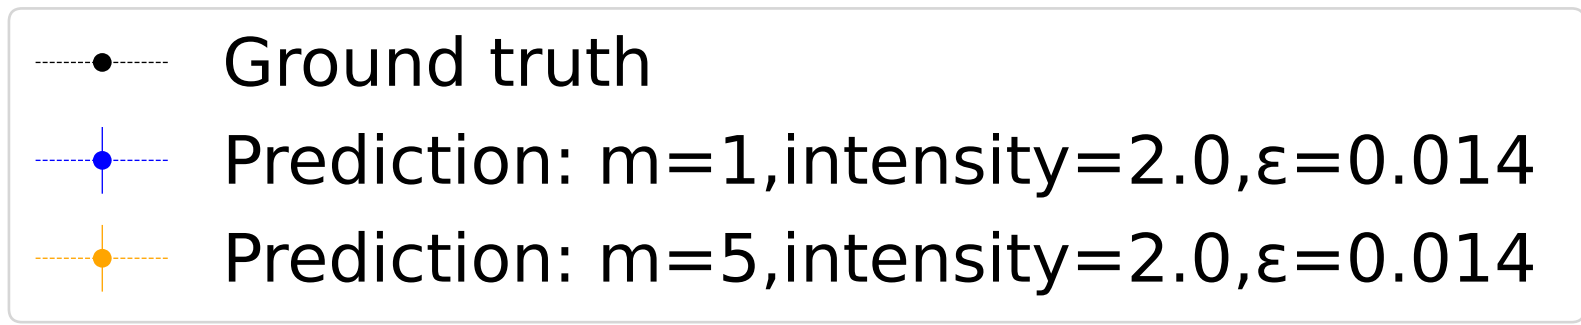 Ground truth
Prediction: m=1,intensity=2.0,ε=0.014
Prediction: m=5,intensity=2.0,ε=0.014